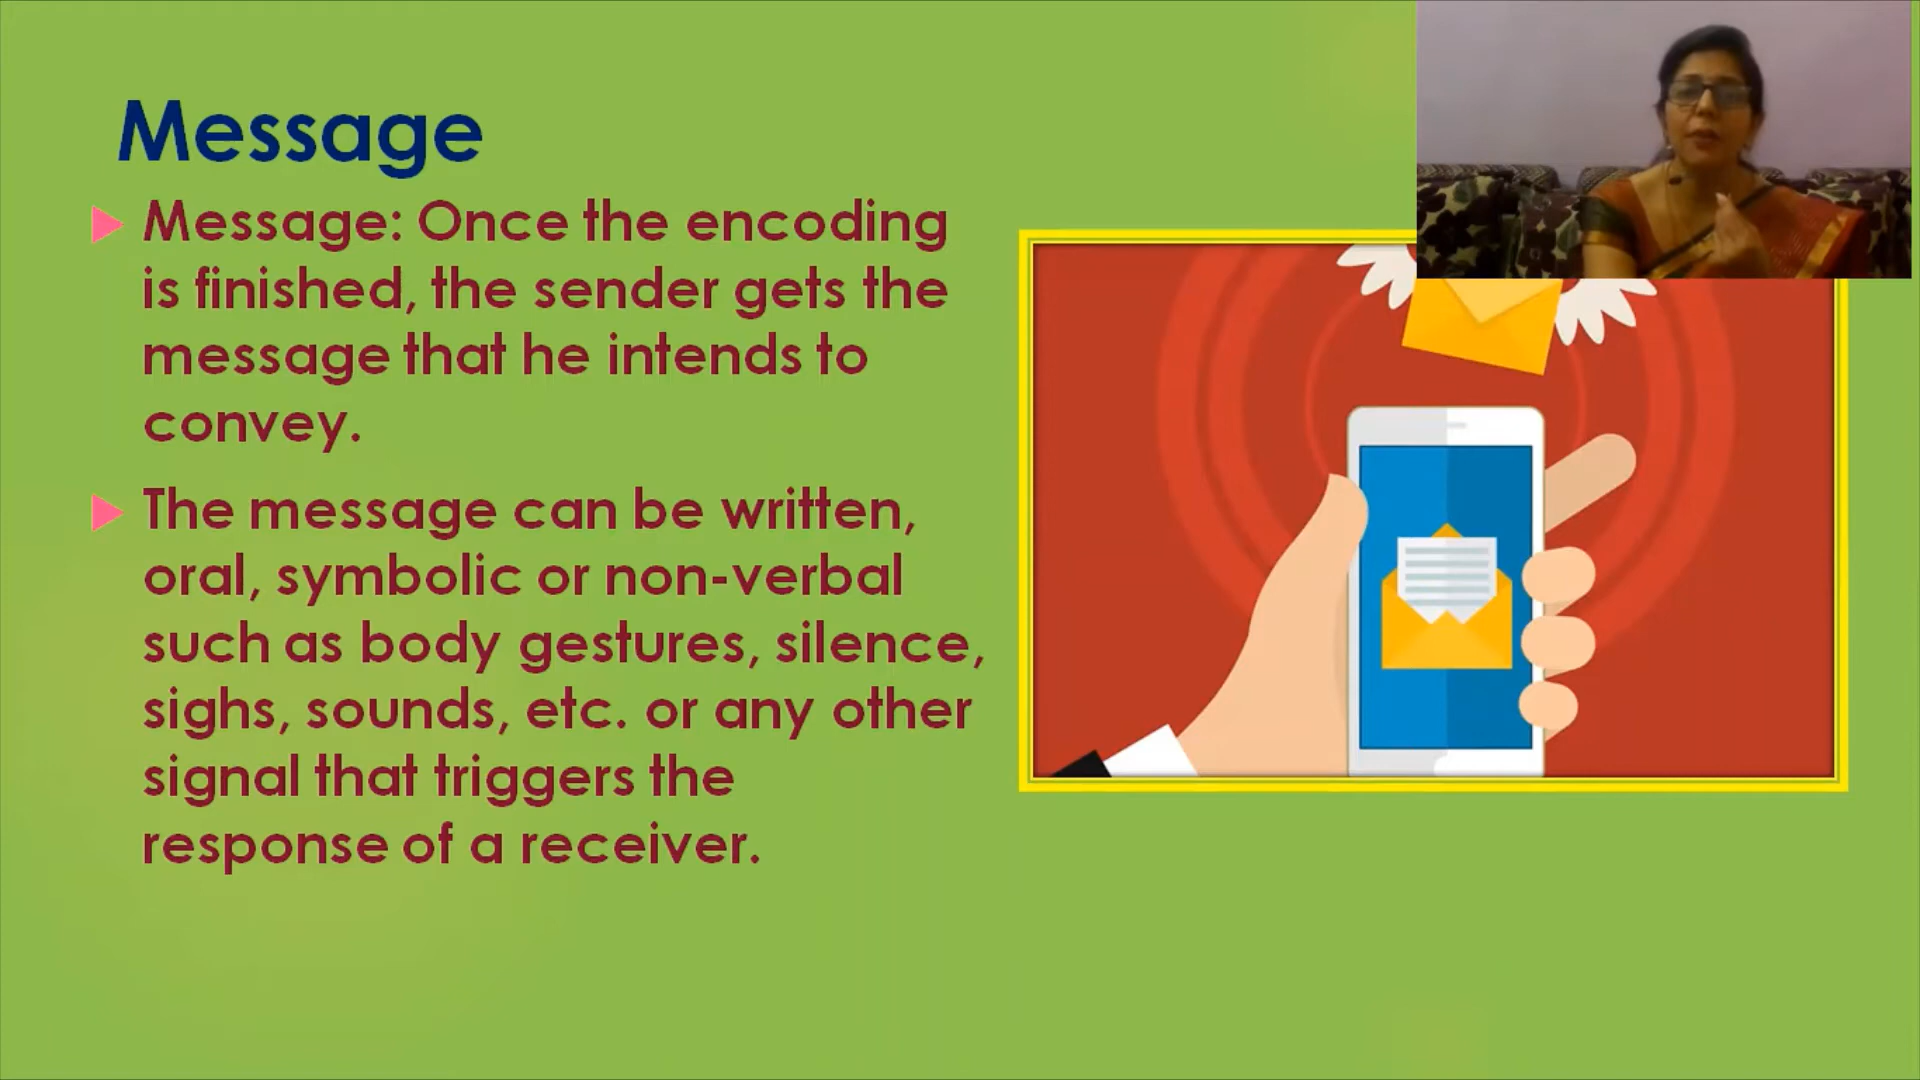 Message
Message: Once the encoding
is finished, the sender gets the
message that he intends to
convey.
The message can be written,
oral, symbolic or non-verbal
such as body gestures, silence,
sighs, sounds, etc. or any other
signal that triggers the
response of a receiver.